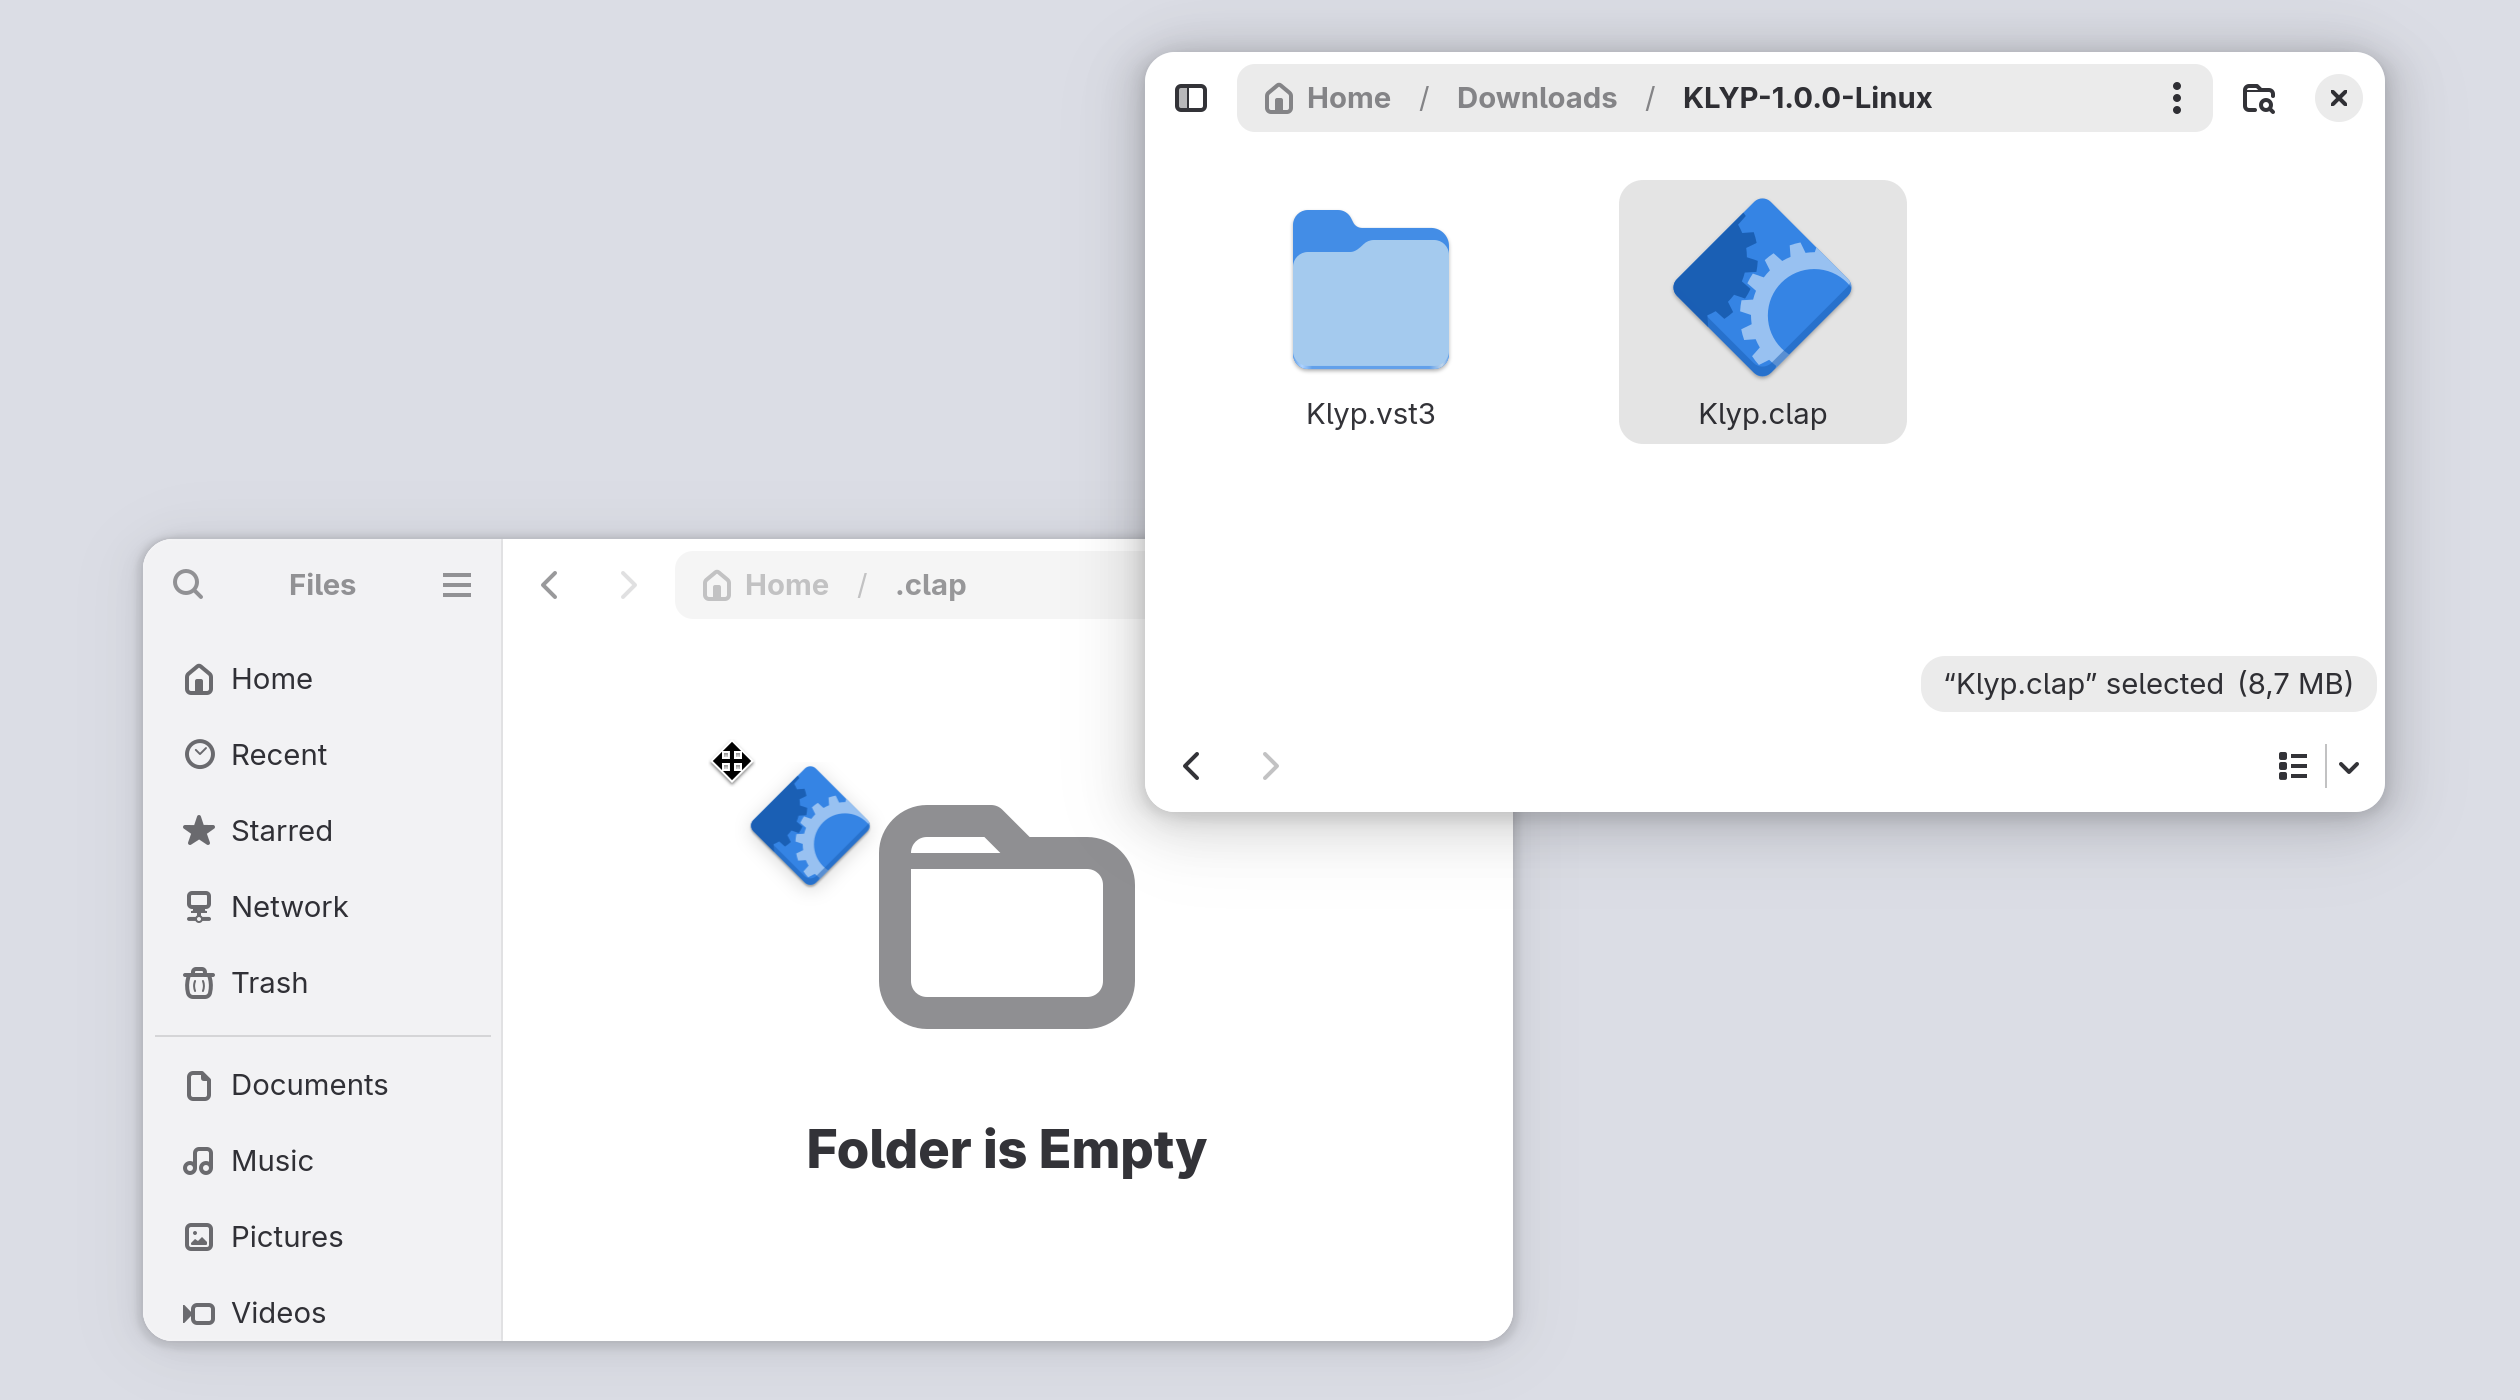 Home / Downloads / KLYP-1.0.0-Linux
Klyp.vst3
Klyp.clap
“Klyp.clap” selected (8,7 MB)
Files
Home / .clap
Home
Recent
Starred
Network
Trash
Documents
Music
Pictures
Videos
Folder is Empty